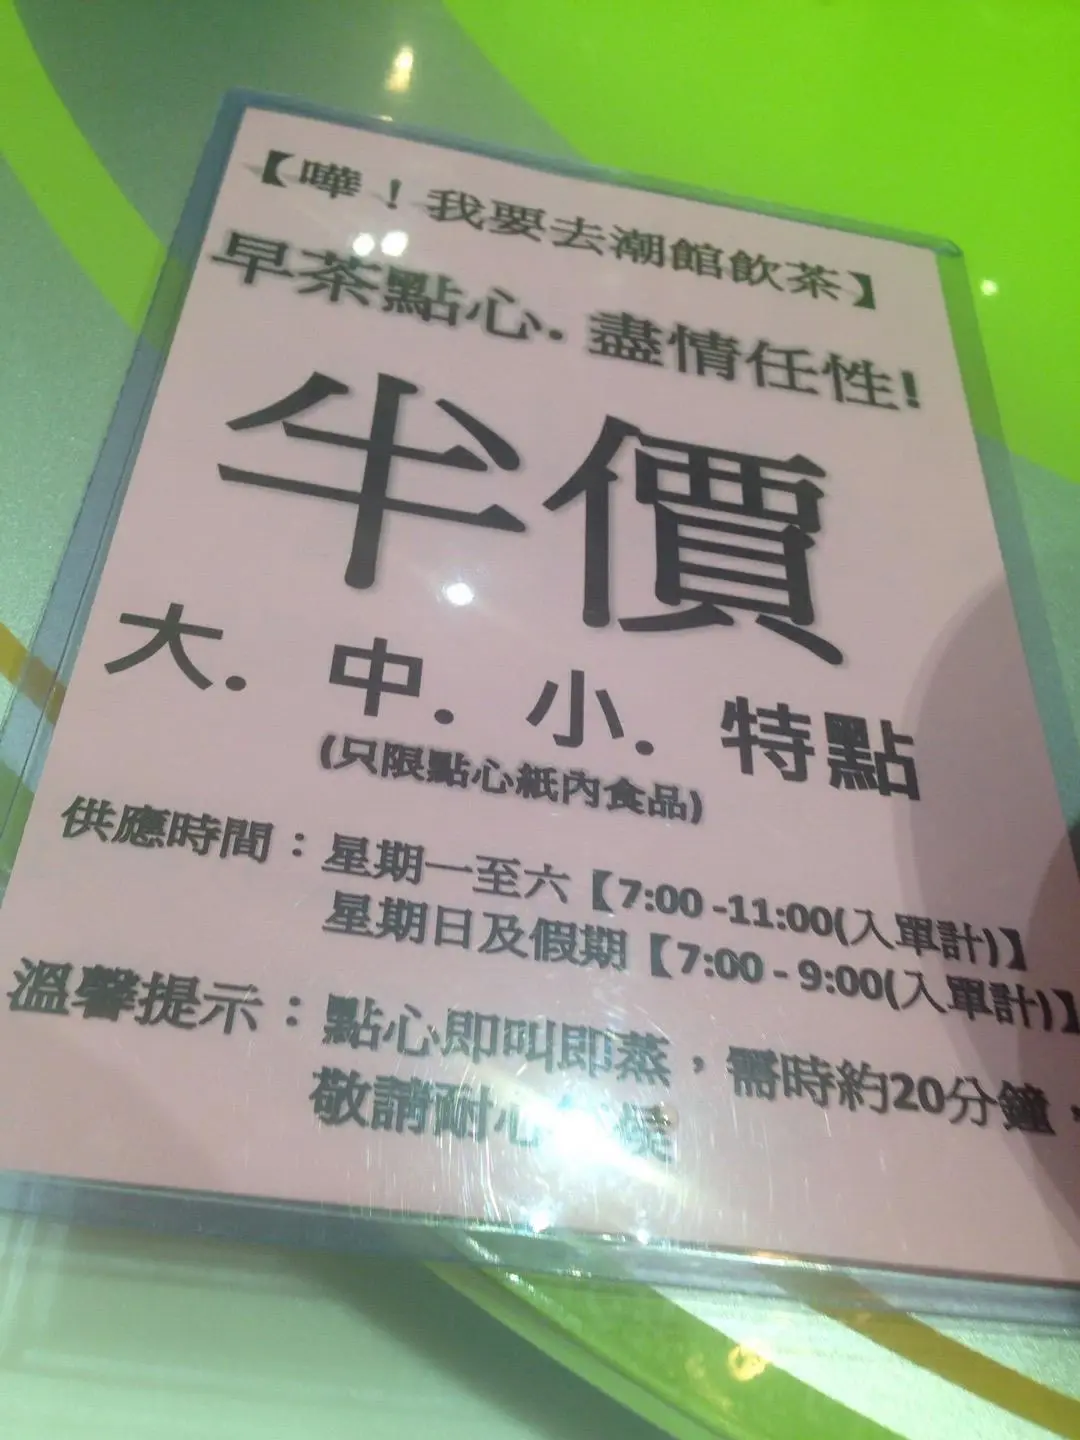 【嘩！我要去潮館飲茶】
早茶點心.盡情任性!
半價
大. 中. 小. 特點
(只限點心紙內食品)
供應時間：星期一至六【7:00 -11:00(入單計)】
星期日及假期【7:00 - 9:00(入單計)】
溫馨提示：點心即叫即蒸，需時約20分鐘，
敬請耐心